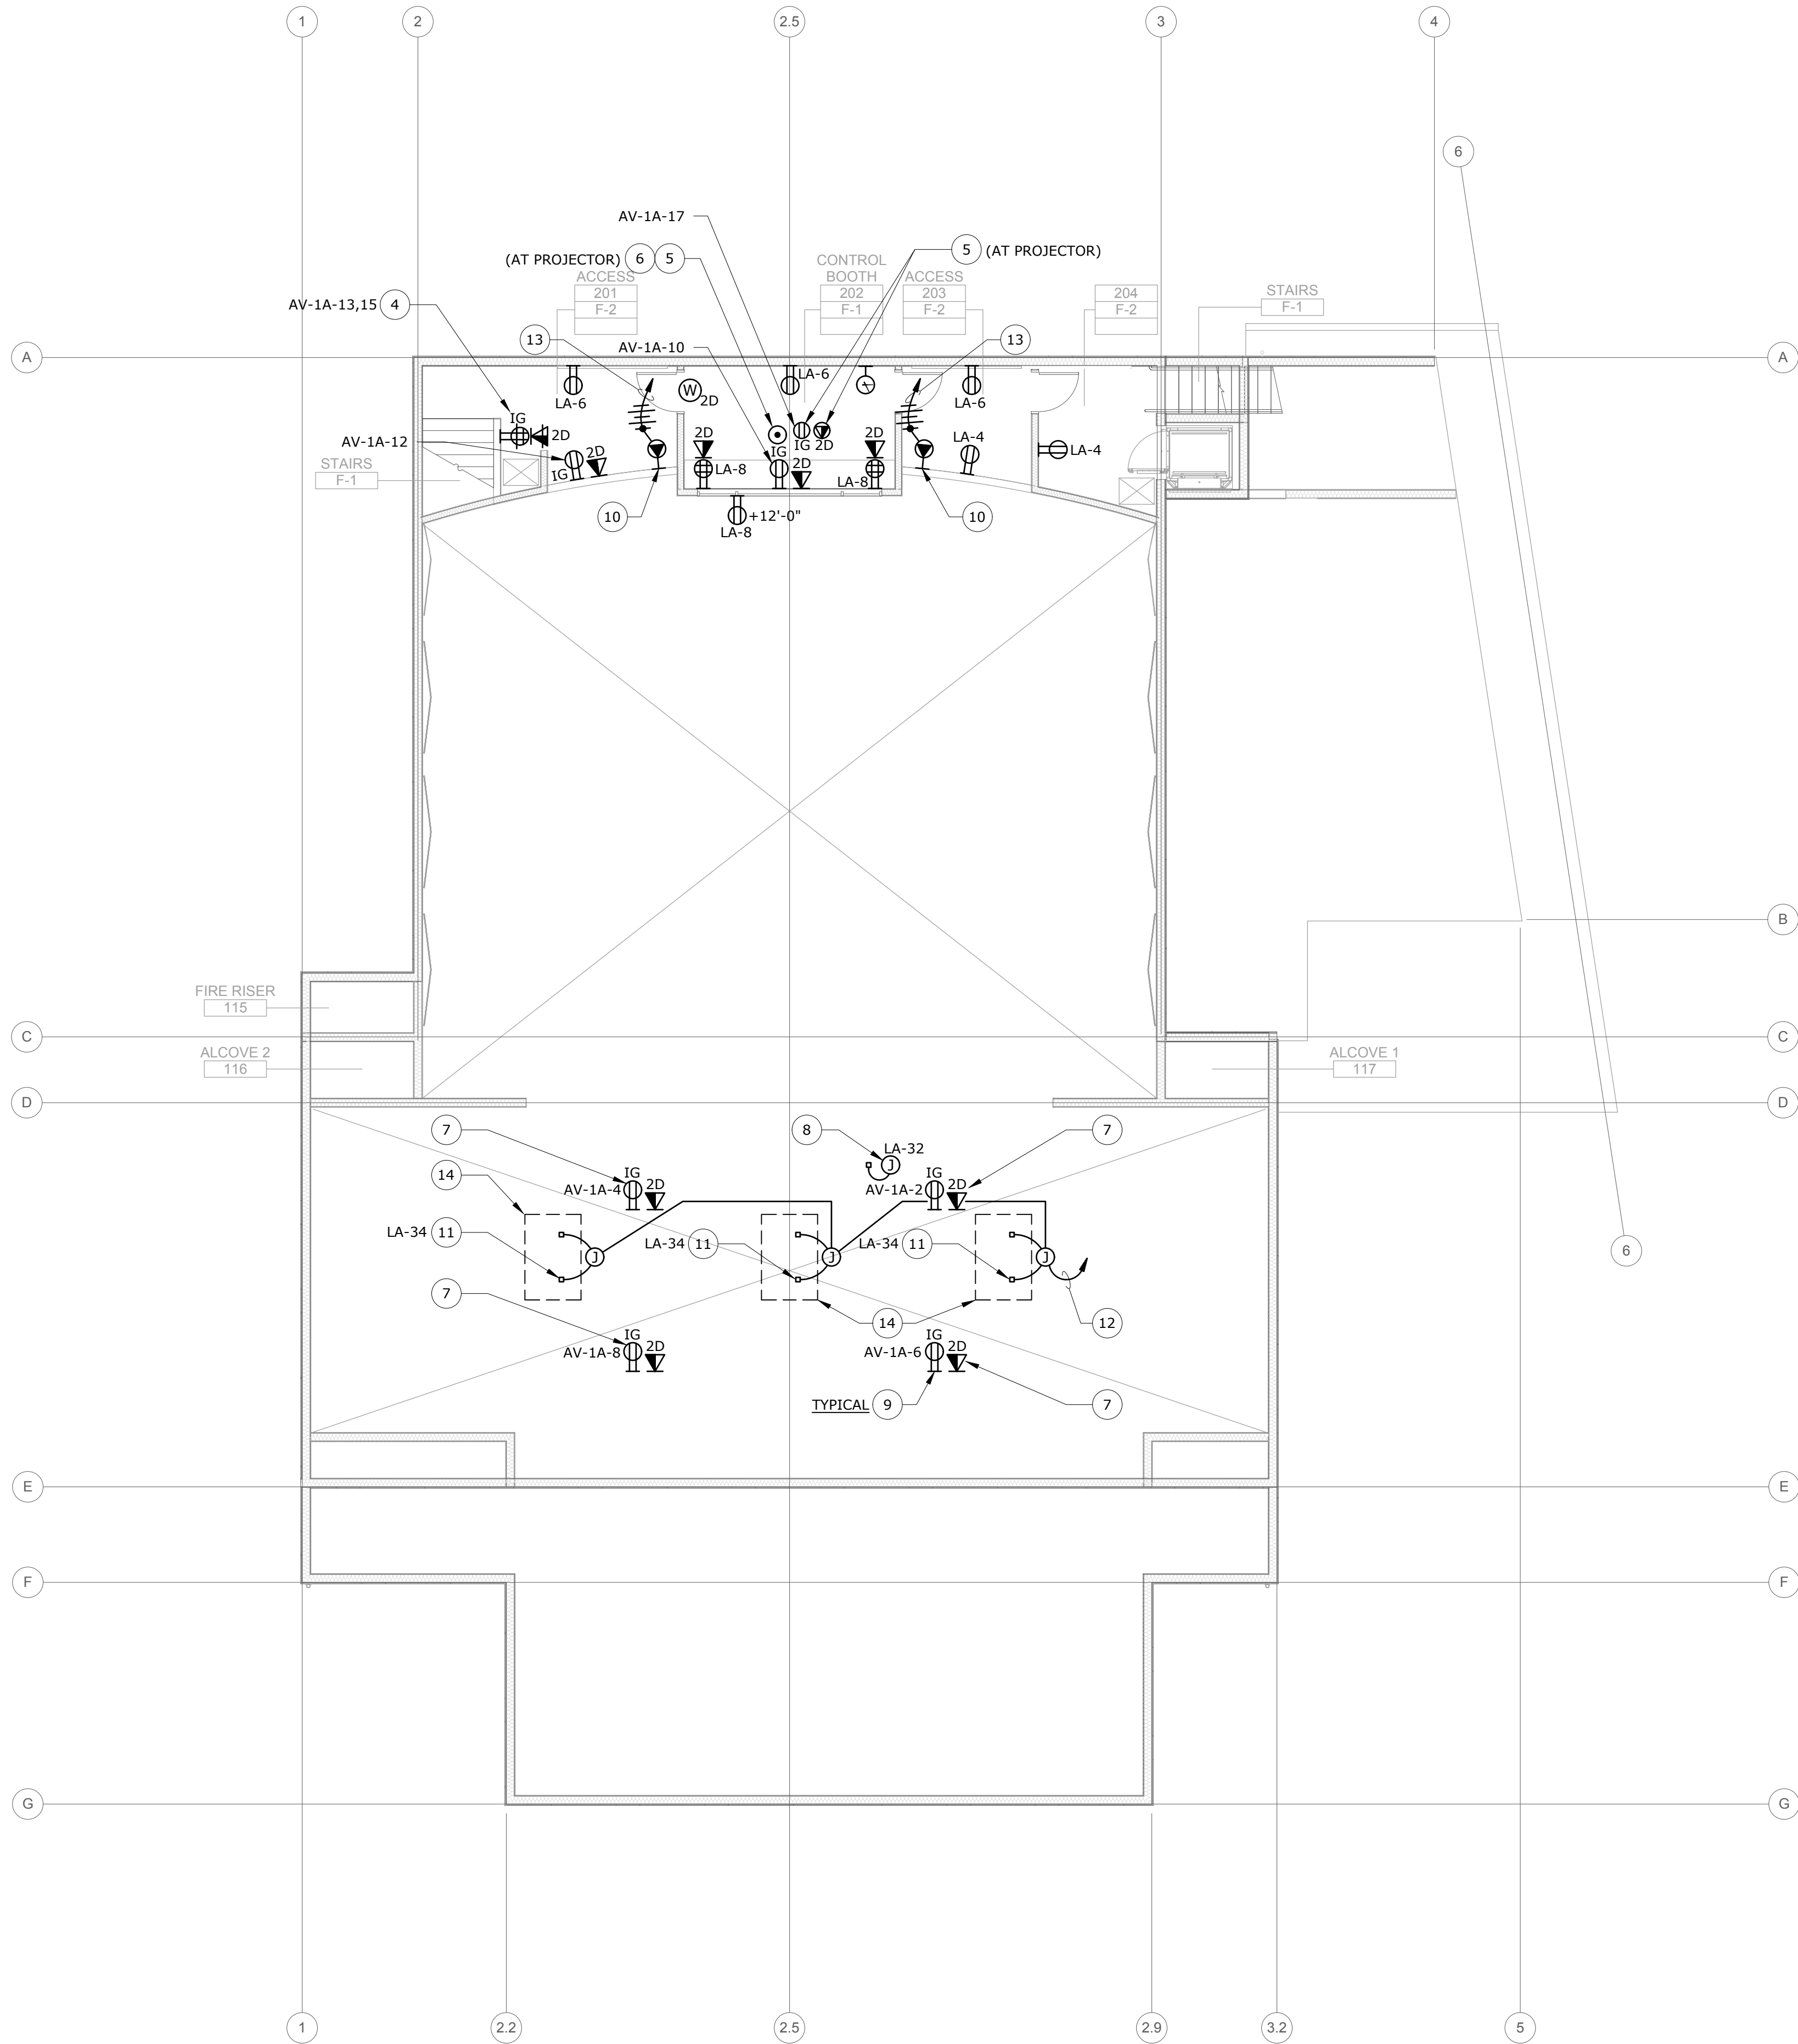 1
2
2.5
3
4
6
AV-1A-17
(AT PROJECTOR) 6 5
5 (AT PROJECTOR)
ACCESS
201
F-2
CONTROL
BOOTH
202
F-1
ACCESS
203
F-2
204
F-2
STAIRS
F-1
AV-1A-13,15 4
13
AV-1A-10
13
A
A
LA-6
W
2D
LA-6
LA-6
IG
2D
AV-1A-12
2D
IG
STAIRS
F-1
IG
IG 2D
2D
LA-8
2D
2D
LA-8
LA-4
LA-4
10
+12'-0"
LA-8
10
B
FIRE RISER
115
C
C
ALCOVE 2
116
ALCOVE 1
117
D
D
7
8
LA-32
J
7
14
IG
2D
AV-1A-4
IG
2D
AV-1A-2
LA-34 11
J
LA-34 11
J
LA-34 11
J
6
7
14
12
IG
2D
AV-1A-8
IG
2D
AV-1A-6
TYPICAL 9
7
E
E
F
F
G
G
1
2.2
2.5
2.9
3.2
5